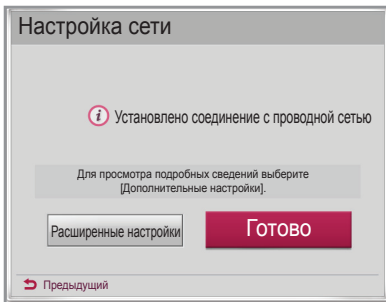 Настройка сети
Установлено соединение с проводной сетью
Для просмотра подробных сведений выберите
[Дополнительные настройки].
Расширенные настройки
Готово
Предыдущий